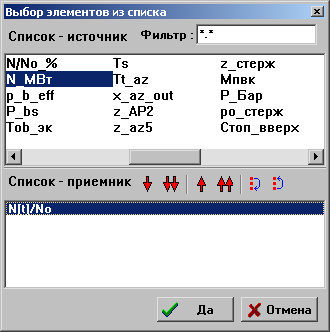 Выбор элементов из списка
Список - источник Фильтр : *.*
N/No_% Ts z_стерж
N_МВт Tt_az Мпвк
p_b_eff x_az_out Р_Бар
P_bs z_AP2 ро_стерж
Tob_эк z_az5 Стоп_вверх
Список - приемник
N[t]/No
Да Отмена